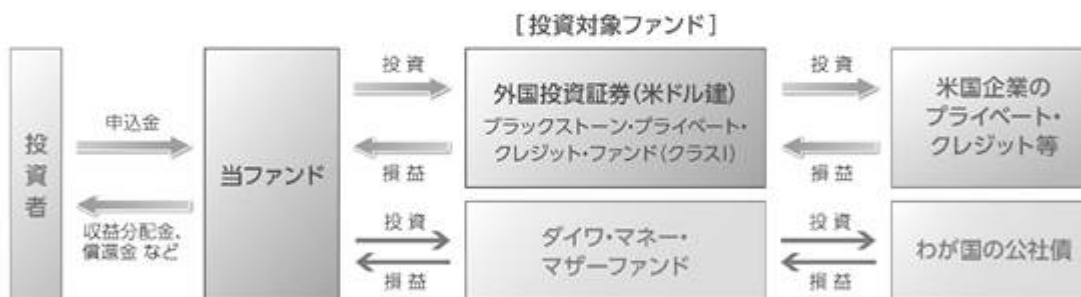 [投資対象ファンド]
投資者
申込金
収益分配金、
償還金 など
当ファンド
投資
損益
投資
損益
外国投資証券(米ドル建)
ブラックストーン・プライベート・
クレジット・ファンド(クラスI)
ダイワ・マネー・
マザーファンド
投資
損益
投資
損益
米国企業の
プライベート・
クレジット等
わが国の公社債